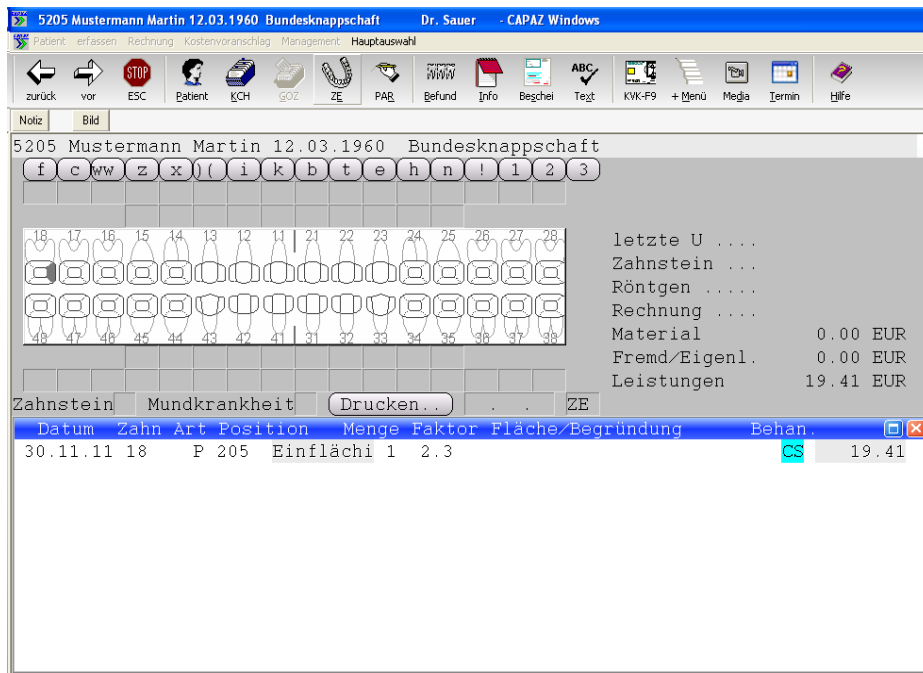 5205 Mustermann Martin 12.03.1960 Bundesknappschaft Dr. Sauer - CAPAZ Windows
Patient erfassen Rechnung Kostenvoranschlag Management Hauptauswahl
STOP ABC
zurück vor ESC Patient KCH GOZ ZE PAR Befund Info Beschei Text KVK-F9 + Menü Media Termin Hilfe
Notiz Bild
5205 Mustermann Martin 12.03.1960 Bundesknappschaft
f c ww z x )( i k b t e h n ! 1 2 3
18 17 16 15 14 13 12 11 21 22 23 24 25 26 27 28
48 47 46 45 44 43 42 41 31 32 33 34 35 36 37 38
letzte U ....
Zahnstein ...
Röntgen .....
Rechnung ....
Material 0.00 EUR
Fremd/Eigenl. 0.00 EUR
Leistungen 19.41 EUR
Zahnstein Mundkrankheit Drucken.. . . ZE
Datum Zahn Art Position Menge Faktor Fläche/Begründung Behan.
30.11.11 18 P 205 Einflächi 1 2.3 CS 19.41